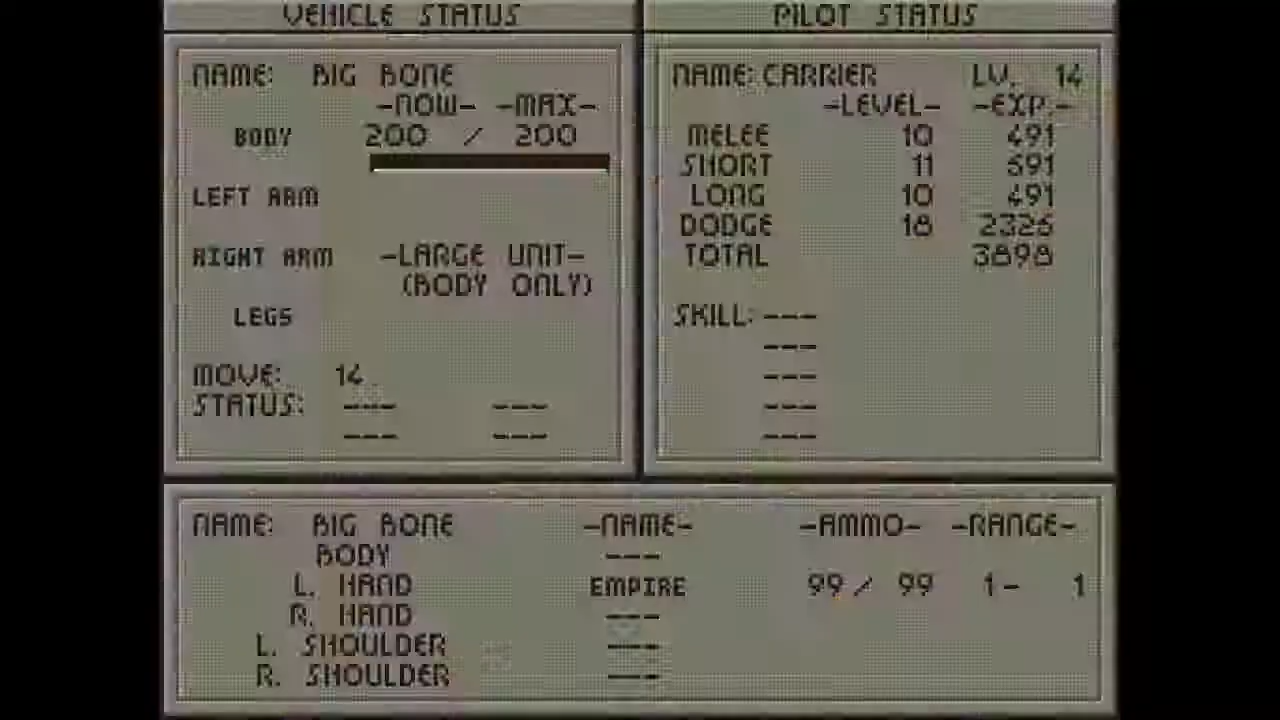 VEHICLE STATUS
NAME: BIG BONE
-NOW- -MAX-
BODY 200 / 200
LEFT ARM
RIGHT ARM -LARGE UNIT-
(BODY ONLY)
LEGS
MOVE: 14
STATUS: --- ---
--- ---
PILOT STATUS
NAME: CARRIER LV. 14
-LEVEL- -EXP.-
MELEE 10 491
SHORT 11 591
LONG 10 491
DODGE 18 2326
TOTAL 3898
SKILL: ---
---
---
---
---
NAME: BIG BONE -NAME- -AMMO- -RANGE-
BODY ---
L. HAND EMPIRE 99 / 99 1- 1
R. HAND ---
L. SHOULDER ---
R. SHOULDER ---